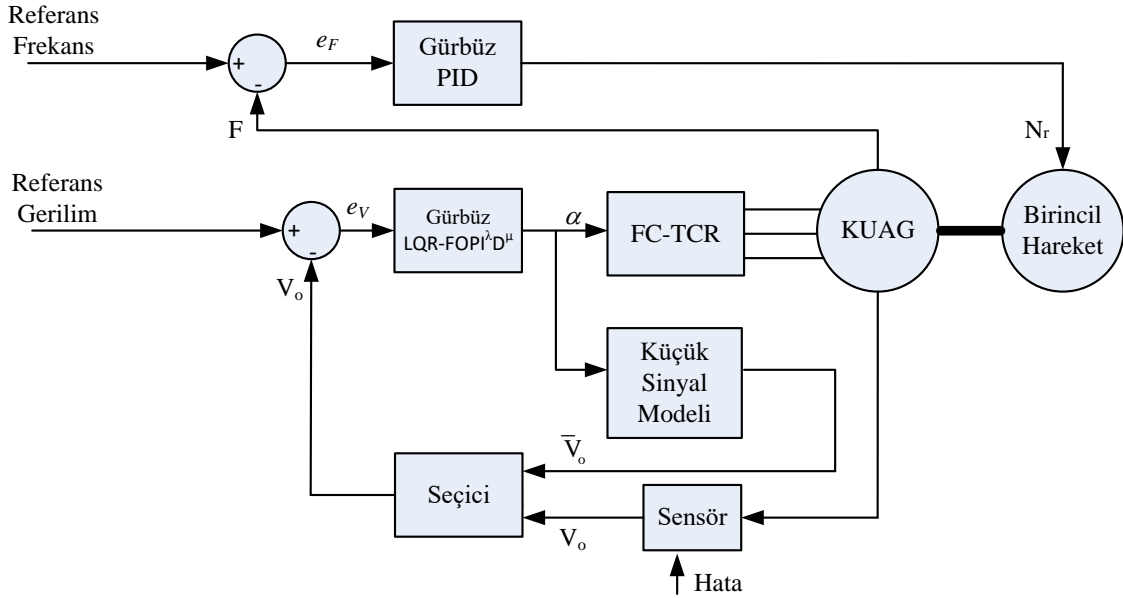 Referans
Frekans
+
-
e_F
Gürbüz
PID
F
N_r
Referans
Gerilim
+
-
e_V
Gürbüz
LQR-FOPI^λD^μ
α
FC-TCR
KUAG
Birincil
Hareket
V_o
Küçük
Sinyal
Modeli
V̅_o
Seçici
Sensör
V_o
Hata